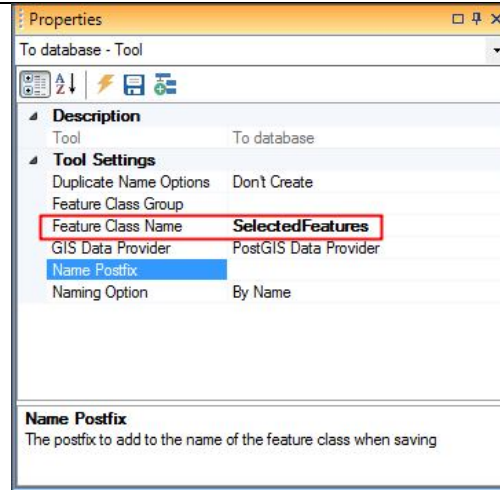 Properties
To database - Tool
Description
Tool To database
Tool Settings
Duplicate Name Options Don't Create
Feature Class Group
Feature Class Name SelectedFeatures
GIS Data Provider PostGIS Data Provider
Name Postfix
Naming Option By Name
Name Postfix
The postfix to add to the name of the feature class when saving